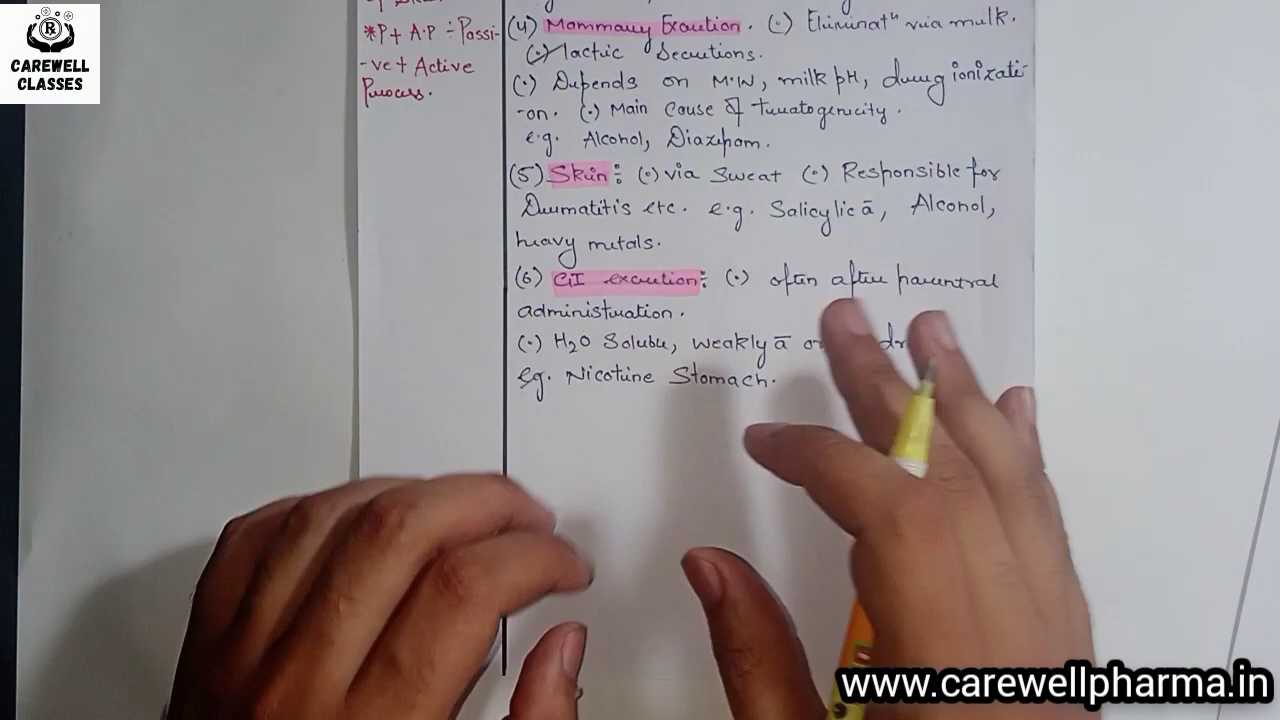 CAREWELL
CLASSES
*P+ A.P ÷ Passi-
-ve + Active
Process.
(4) Mammary Excretion. (•) Eliminatⁿ via milk.
(•) lactic secretions.
(•) Depends on M.W, milk pH, drug ionizati-
-on. (•) Main cause of teratogenicity.
e.g. Alcohol, Diazepam.
(5) Skin: (•) via Sweat (•) Responsible for
Dermatitis etc. e.g. Salicylic ā, Alcohol,
heavy metals.
(6) GI excretion: (•) often after parentral
administration.
(•) H2O Soluble, weakly ā
eg. Nicotine Stomach.
www.carewellpharma.in